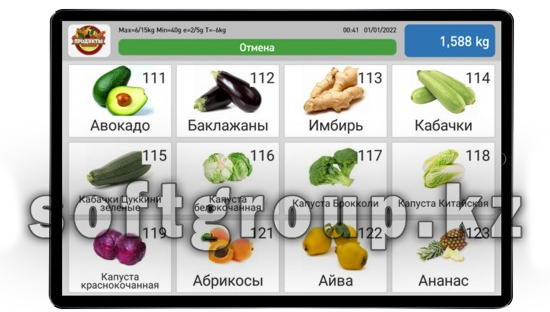 ПРОДУКТЫ
Max=6/15kg Min=40g e=2/5g T=-6kg
00:41 01/01/2022
1,588 kg
Отмена
111
112
113
114
Авокадо
Баклажаны
Имбирь
Кабачки
115
116
117
118
Кабачки Цуккини
зеленые
Капуста
белокочанная
Капуста Брокколи
Капуста Китайская
softgroup.kz
119
121
122
123
Капуста
краснокочанная
Абрикосы
Айва
Ананас